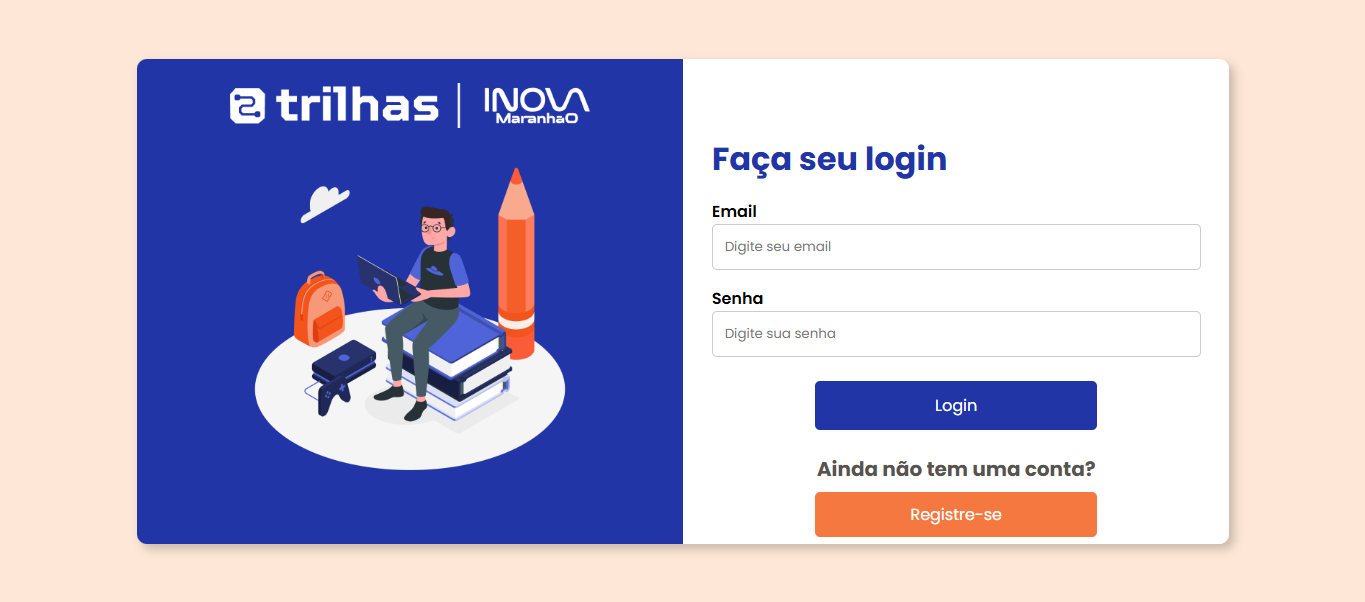 trilhas | INOVA
MaranhaO
Faça seu login
Email
Digite seu email
Senha
Digite sua senha
Login
Ainda não tem uma conta?
Registre-se